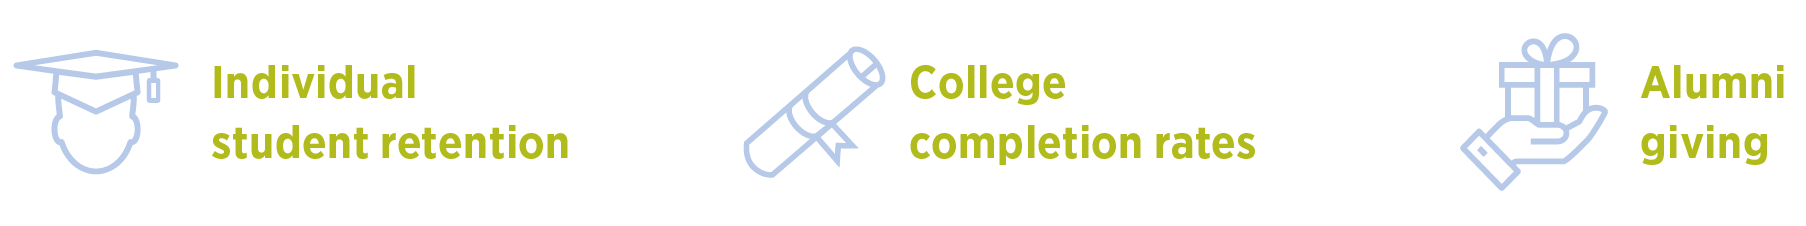 Individual
student retention
College
completion rates
Alumni
giving